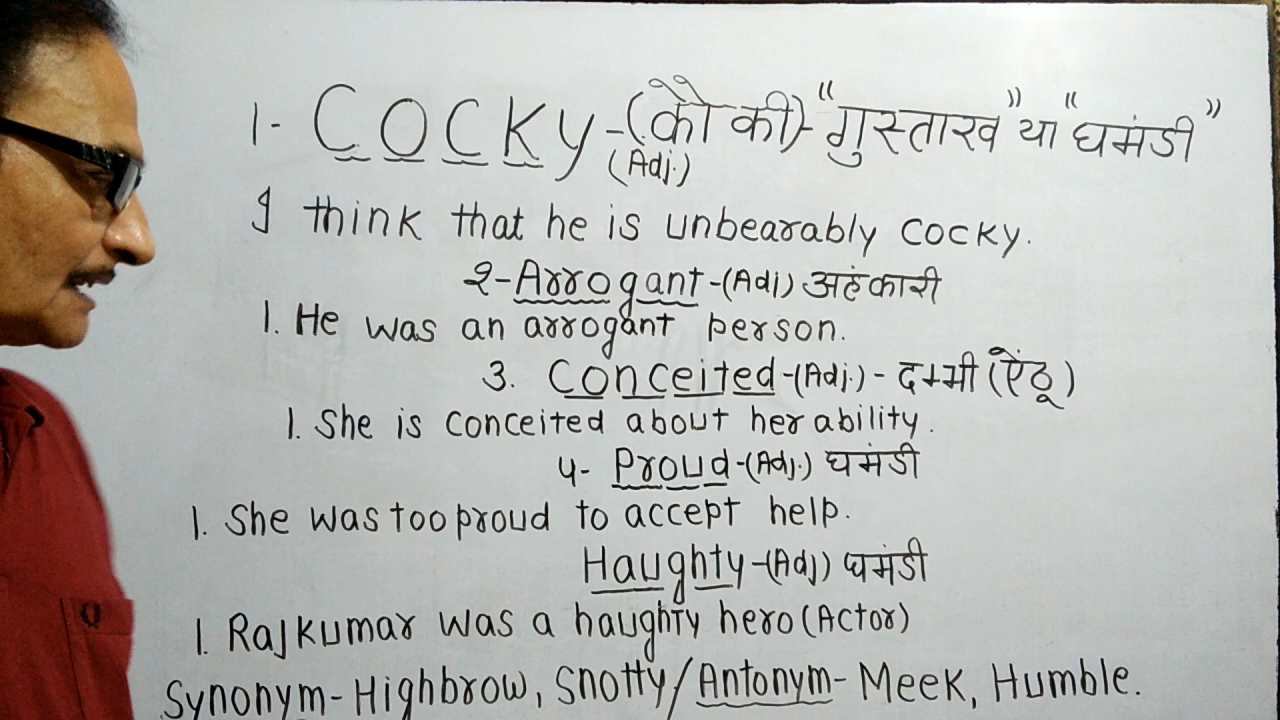 1- COCKY-(कौकी)-"गुस्ताख" या "घमंडी"
(Adj.)
I think that he is unbearably cocky.
2-Arrogant-(Adj) अहंकारी
1. He was an arrogant person.
3. Conceited-(Adj.)- दम्भी (ऐंठू)
1. She is conceited about her ability.
4- Proud-(Adj.) घमंडी
1. She was too proud to accept help.
Haughty-(Adj) घमंडी
1. Rajkumar was a haughty hero (Actor)
Synonym-Highbrow, Snotty/Antonym- Meek, Humble.